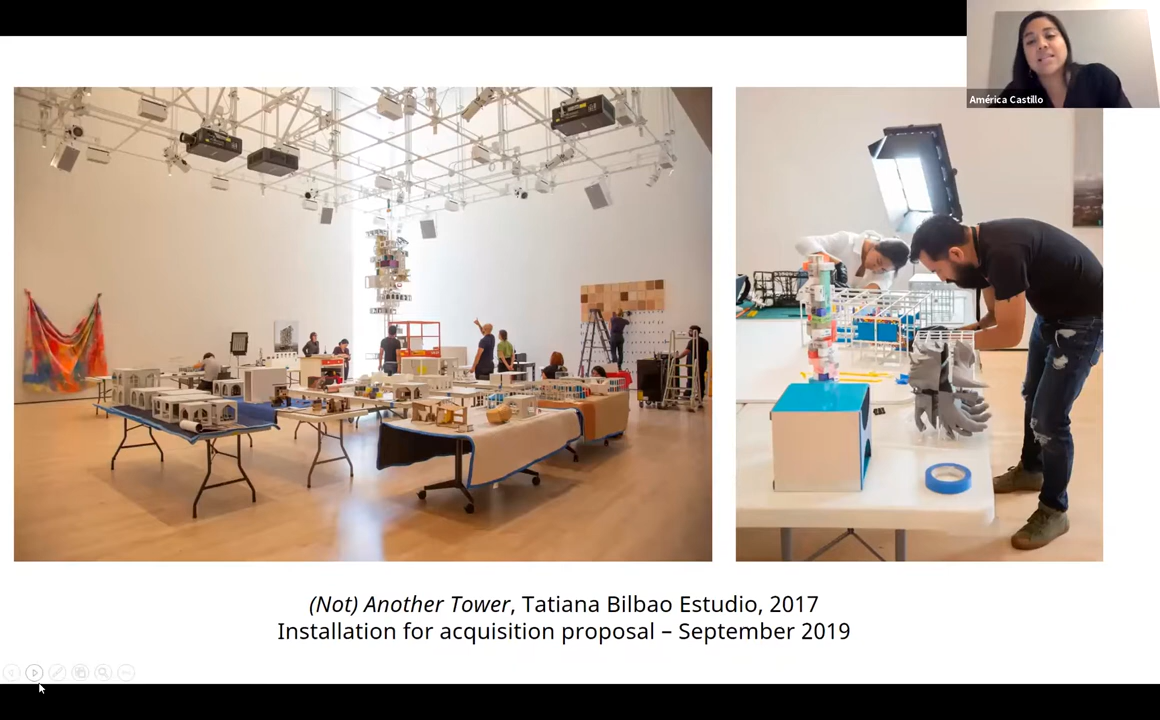 América Castillo
(Not) Another Tower, Tatiana Bilbao Estudio, 2017
Installation for acquisition proposal – September 2019